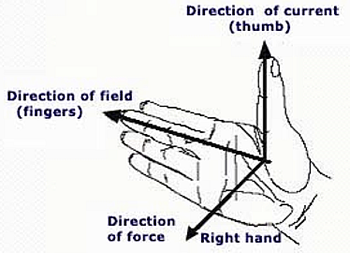 Direction of current
(thumb)
Direction of field
(fingers)
Direction
of force
Right hand